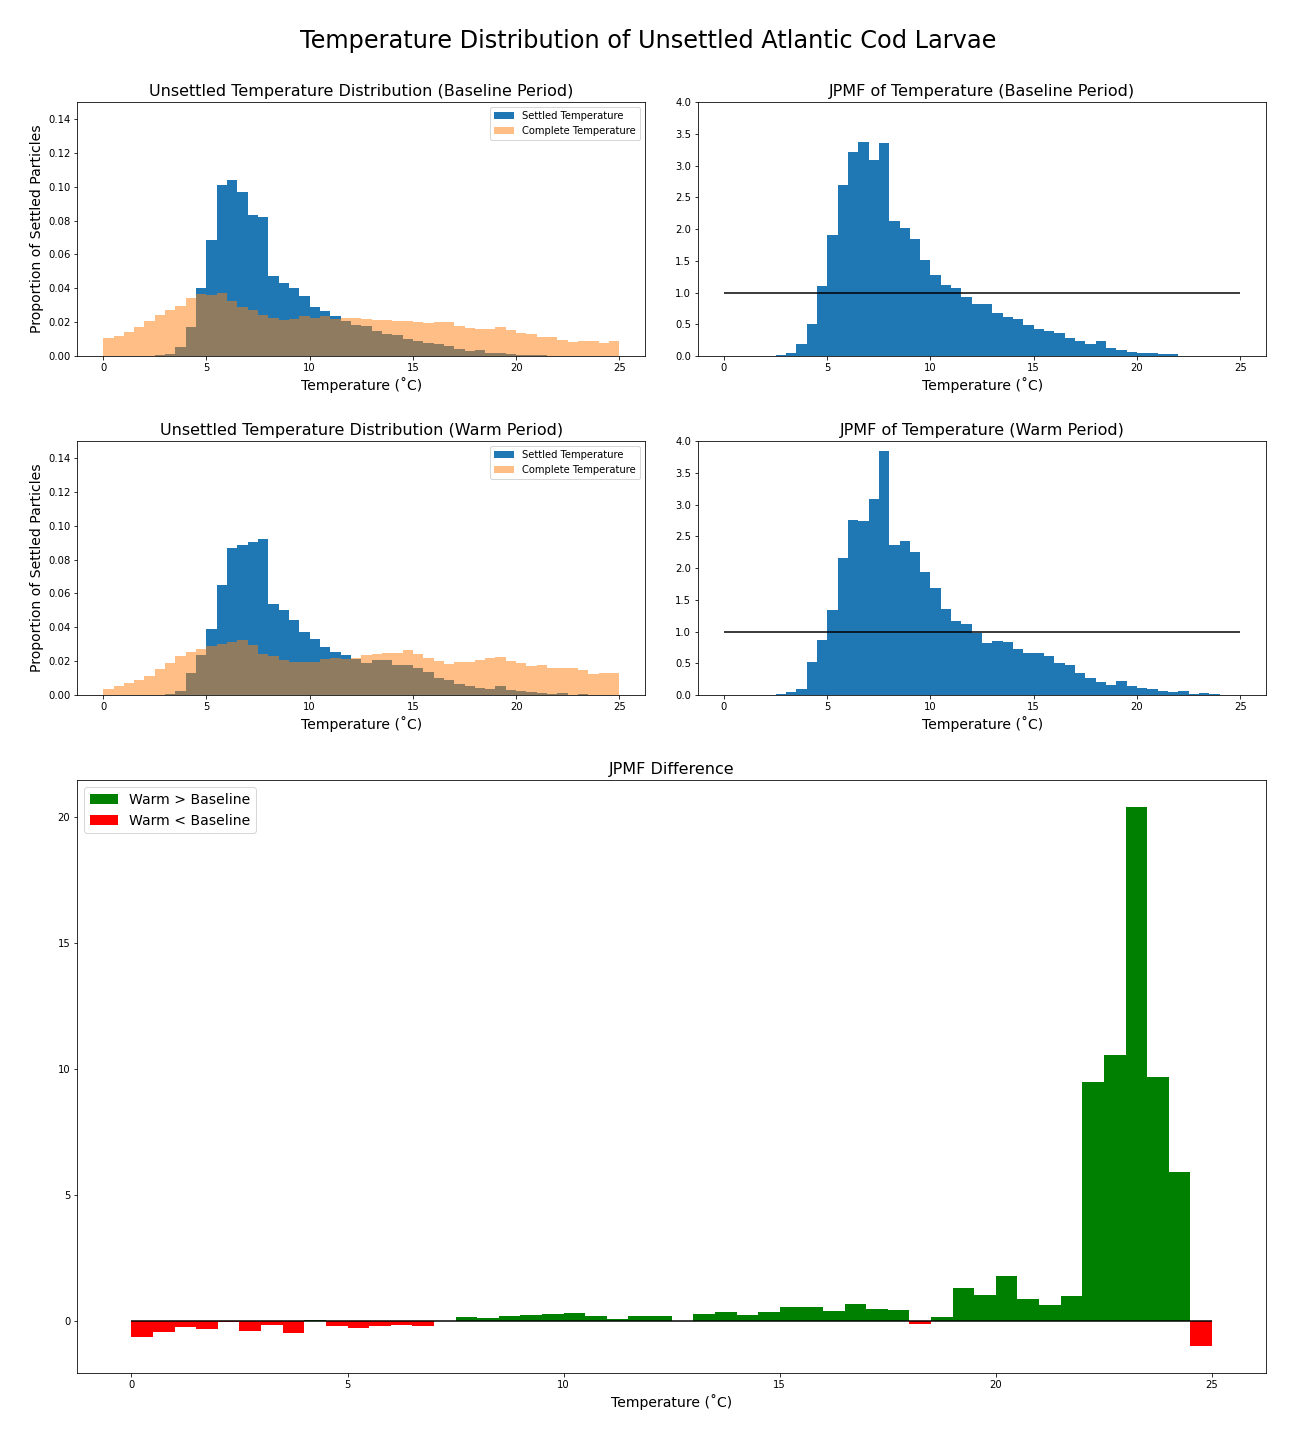 Temperature Distribution of Unsettled Atlantic Cod Larvae
Unsettled Temperature Distribution (Baseline Period)
Proportion of Settled Particles
0.14
0.12
0.10
0.08
0.06
0.04
0.02
0.00
Settled Temperature
Complete Temperature
0 5 10 15 20 25
Temperature (˚C)
JPMF of Temperature (Baseline Period)
4.0
3.5
3.0
2.5
2.0
1.5
1.0
0.5
0.0
0 5 10 15 20 25
Temperature (˚C)
Unsettled Temperature Distribution (Warm Period)
Proportion of Settled Particles
0.14
0.12
0.10
0.08
0.06
0.04
0.02
0.00
Settled Temperature
Complete Temperature
0 5 10 15 20 25
Temperature (˚C)
JPMF of Temperature (Warm Period)
4.0
3.5
3.0
2.5
2.0
1.5
1.0
0.5
0.0
0 5 10 15 20 25
Temperature (˚C)
JPMF Difference
Warm > Baseline
Warm < Baseline
20
15
10
5
0
0 5 10 15 20 25
Temperature (˚C)